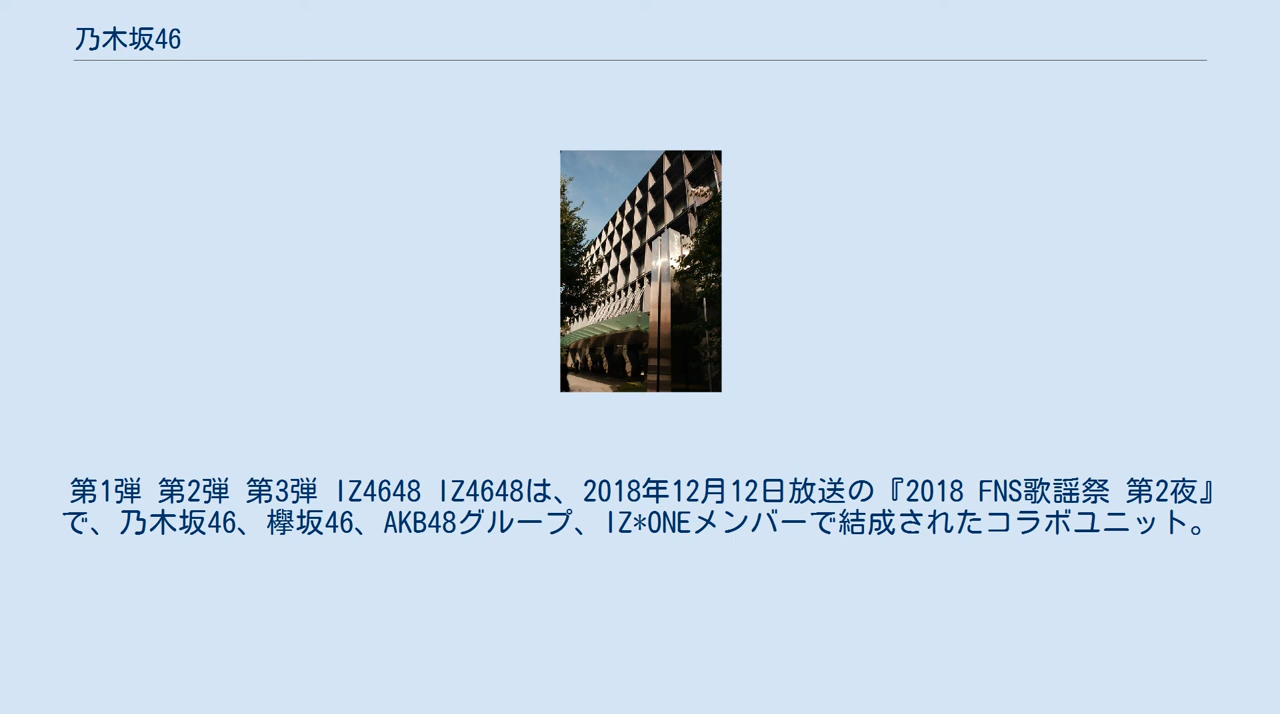 乃木坂46
第1弾 第2弾 第3弾 IZ4648 IZ4648は、2018年12月12日放送の『2018 FNS歌謡祭 第2夜』
で、乃木坂46、欅坂46、AKB48グループ、IZ*ONEメンバーで結成されたコラボユニット。